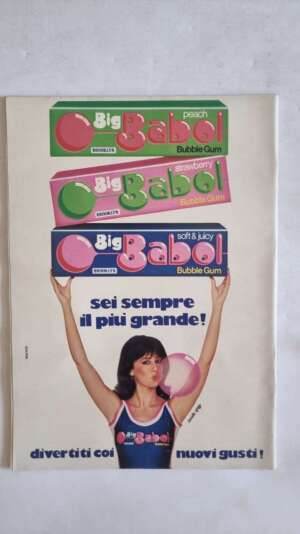 peach
Big Babol
BROOKLYN
Bubble Gum
strawberry
Big Babol
BROOKLYN
Bubble Gum
soft & juicy
Big Babol
BROOKLYN
Bubble Gum
sei sempre
il più grande!
Big Babol
divertiti coi nuovi gusti!